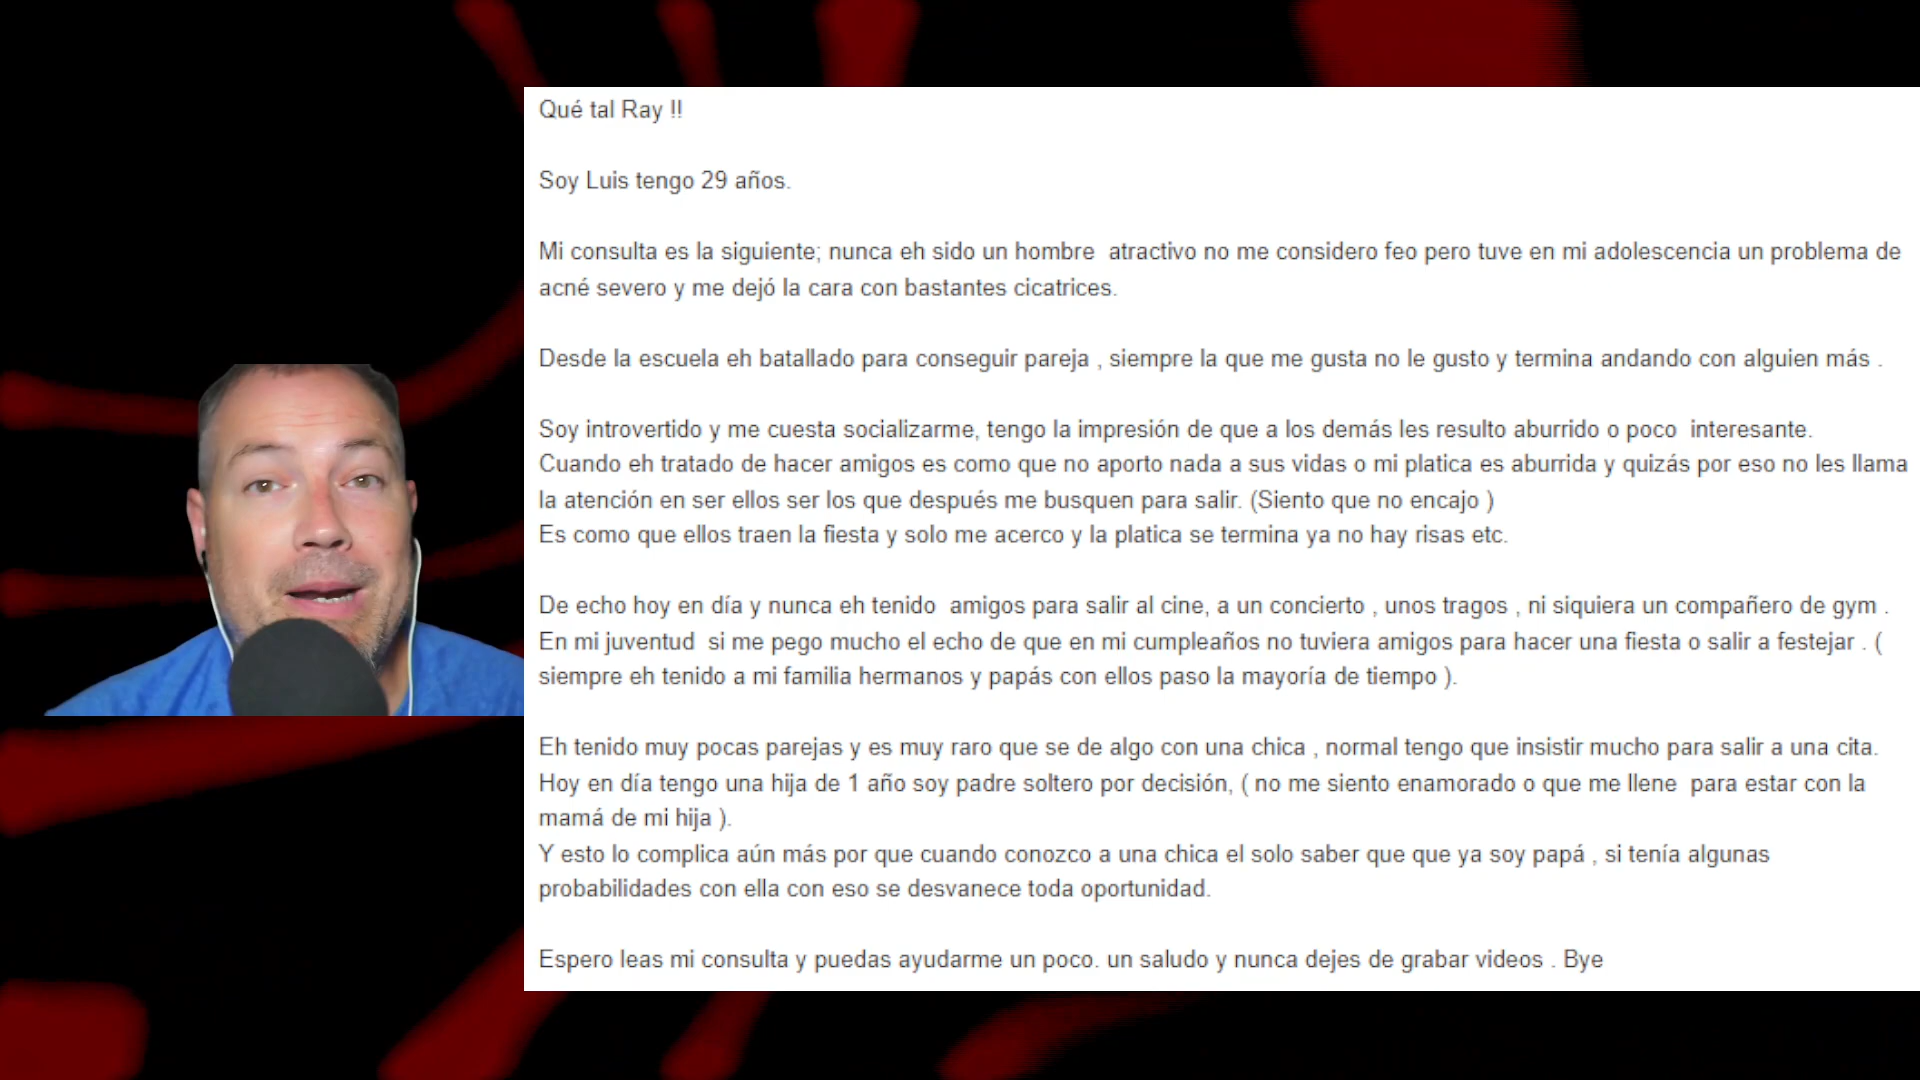 Qué tal Ray !!
Soy Luis tengo 29 años.
Mi consulta es la siguiente; nunca eh sido un hombre  atractivo no me considero feo pero tuve en mi adolescencia un problema de
acné severo y me dejó la cara con bastantes cicatrices.
Desde la escuela eh batallado para conseguir pareja , siempre la que me gusta no le gusto y termina andando con alguien más .
Soy introvertido y me cuesta socializarme, tengo la impresión de que a los demás les resulto aburrido o poco  interesante.
Cuando eh tratado de hacer amigos es como que no aporto nada a sus vidas o mi platica es aburrida y quizás por eso no les llama
la atención en ser ellos ser los que después me busquen para salir. (Siento que no encajo )
Es como que ellos traen la fiesta y solo me acerco y la platica se termina ya no hay risas etc.
De echo hoy en día y nunca eh tenido  amigos para salir al cine, a un concierto , unos tragos , ni siquiera un compañero de gym .
En mi juventud  si me pego mucho el echo de que en mi cumpleaños no tuviera amigos para hacer una fiesta o salir a festejar . (
siempre eh tenido a mi familia hermanos y papás con ellos paso la mayoría de tiempo ).
Eh tenido muy pocas parejas y es muy raro que se de algo con una chica , normal tengo que insistir mucho para salir a una cita.
Hoy en día tengo una hija de 1 año soy padre soltero por decisión, ( no me siento enamorado o que me llene  para estar con la
mamá de mi hija ).
Y esto lo complica aún más por que cuando conozco a una chica el solo saber que que ya soy papá , si tenía algunas
probabilidades con ella con eso se desvanece toda oportunidad.
Espero leas mi consulta y puedas ayudarme un poco. un saludo y nunca dejes de grabar videos . Bye